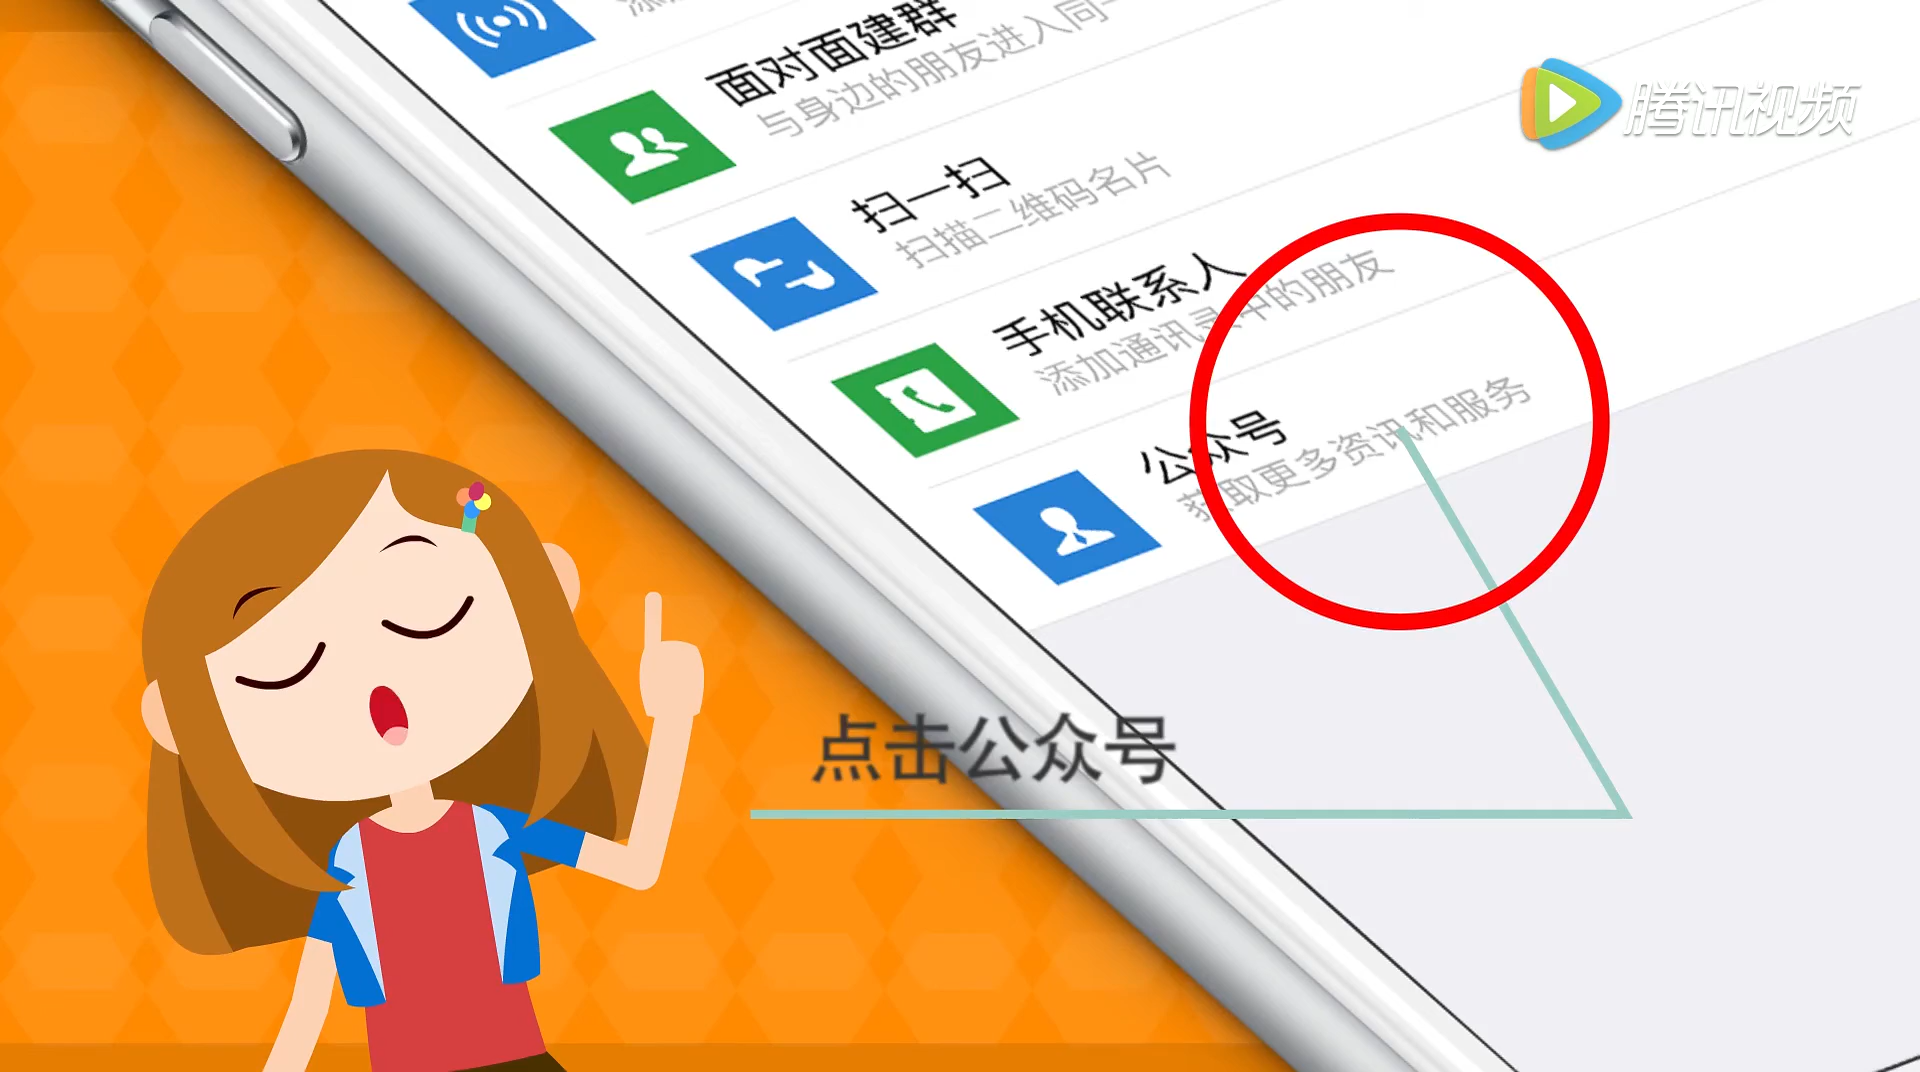 面对面建群
与身边的朋友进入同一
扫一扫
扫描二维码名片
手机联系人
添加通讯录中的朋友
公众号
获取更多资讯和服务
腾讯视频
点击公众号